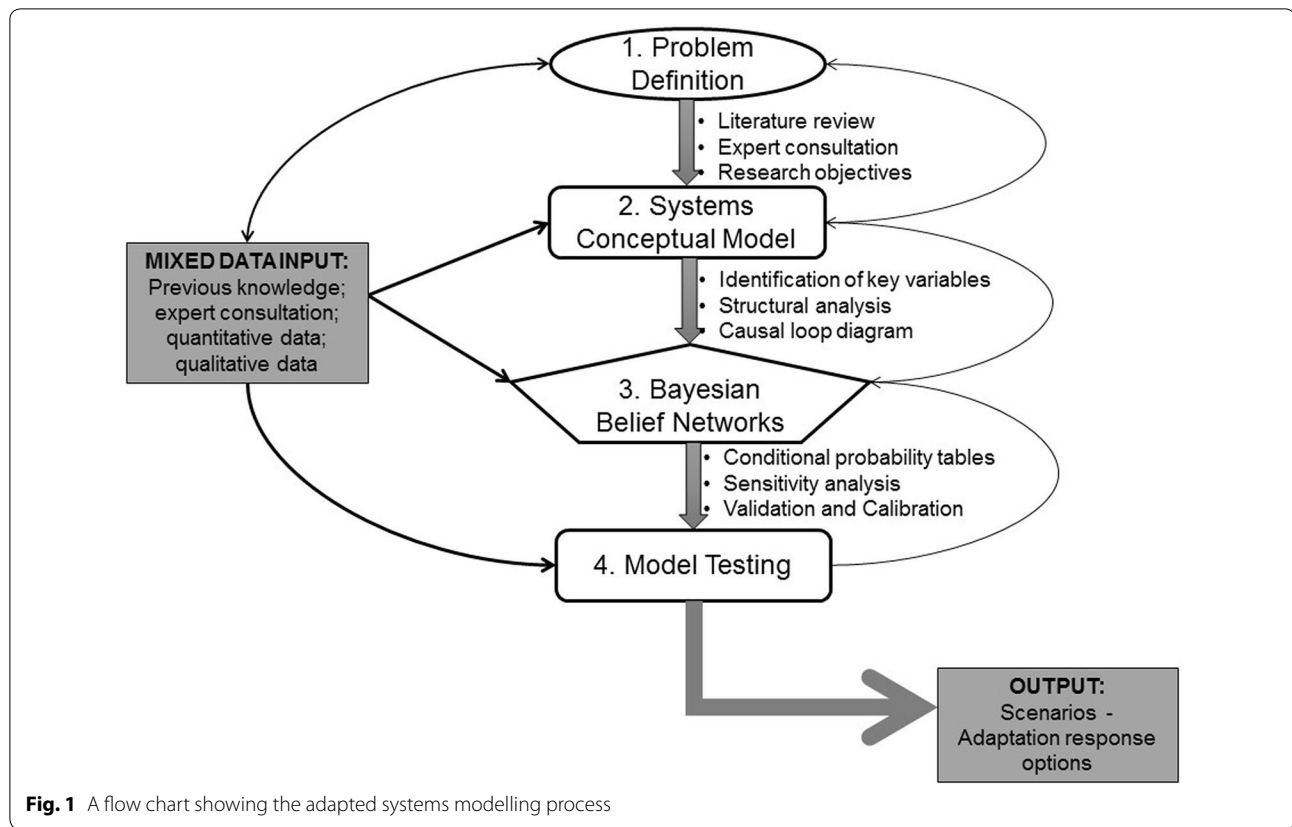 1. Problem
Definition
• Literature review
• Expert consultation
• Research objectives
2. Systems
Conceptual Model
MIXED DATA INPUT:
Previous knowledge;
expert consultation;
quantitative data;
qualitative data
• Identification of key variables
• Structural analysis
• Causal loop diagram
3. Bayesian
Belief Networks
• Conditional probability tables
• Sensitivity analysis
• Validation and Calibration
4. Model Testing
OUTPUT:
Scenarios -
Adaptation response
options
Fig. 1 A flow chart showing the adapted systems modelling process